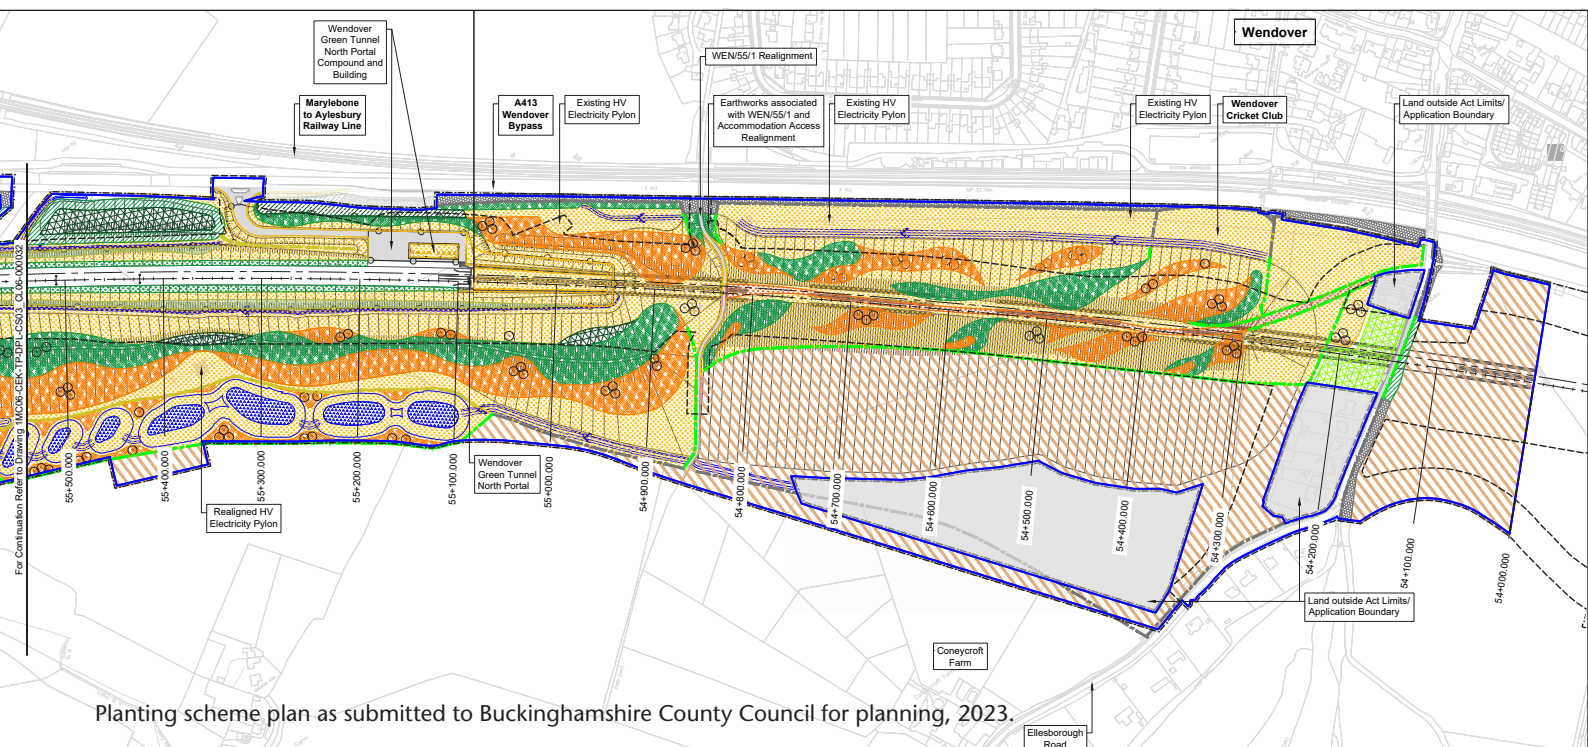 Wendover
Green Tunnel
North Portal
Compound and
Building
Wendover
WEN/55/1 Realignment
Marylebone
to Aylesbury
Railway Line
A413
Wendover
Bypass
Existing HV
Electricity Pylon
Earthworks associated
with WEN/55/1 and
Accommodation Access
Realignment
Existing HV
Electricity Pylon
Existing HV
Electricity Pylon
Wendover
Cricket Club
Land outside Act Limits/
Application Boundary
For Continuation Refer to Drawing 1MC06-CEK-TP-DPL-CS03_CL06-000032
55+500.000
55+400.000
55+300.000
55+200.000
55+100.000
55+000.000
54+900.000
54+800.000
54+700.000
54+600.000
54+500.000
54+400.000
54+300.000
54+200.000
54+100.000
54+000.000
Wendover
Green Tunnel
North Portal
Realigned HV
Electricity Pylon
Land outside Act Limits/
Application Boundary
Coneycroft
Farm
Ellesborough
Road
Planting scheme plan as submitted to Buckinghamshire County Council for planning, 2023.